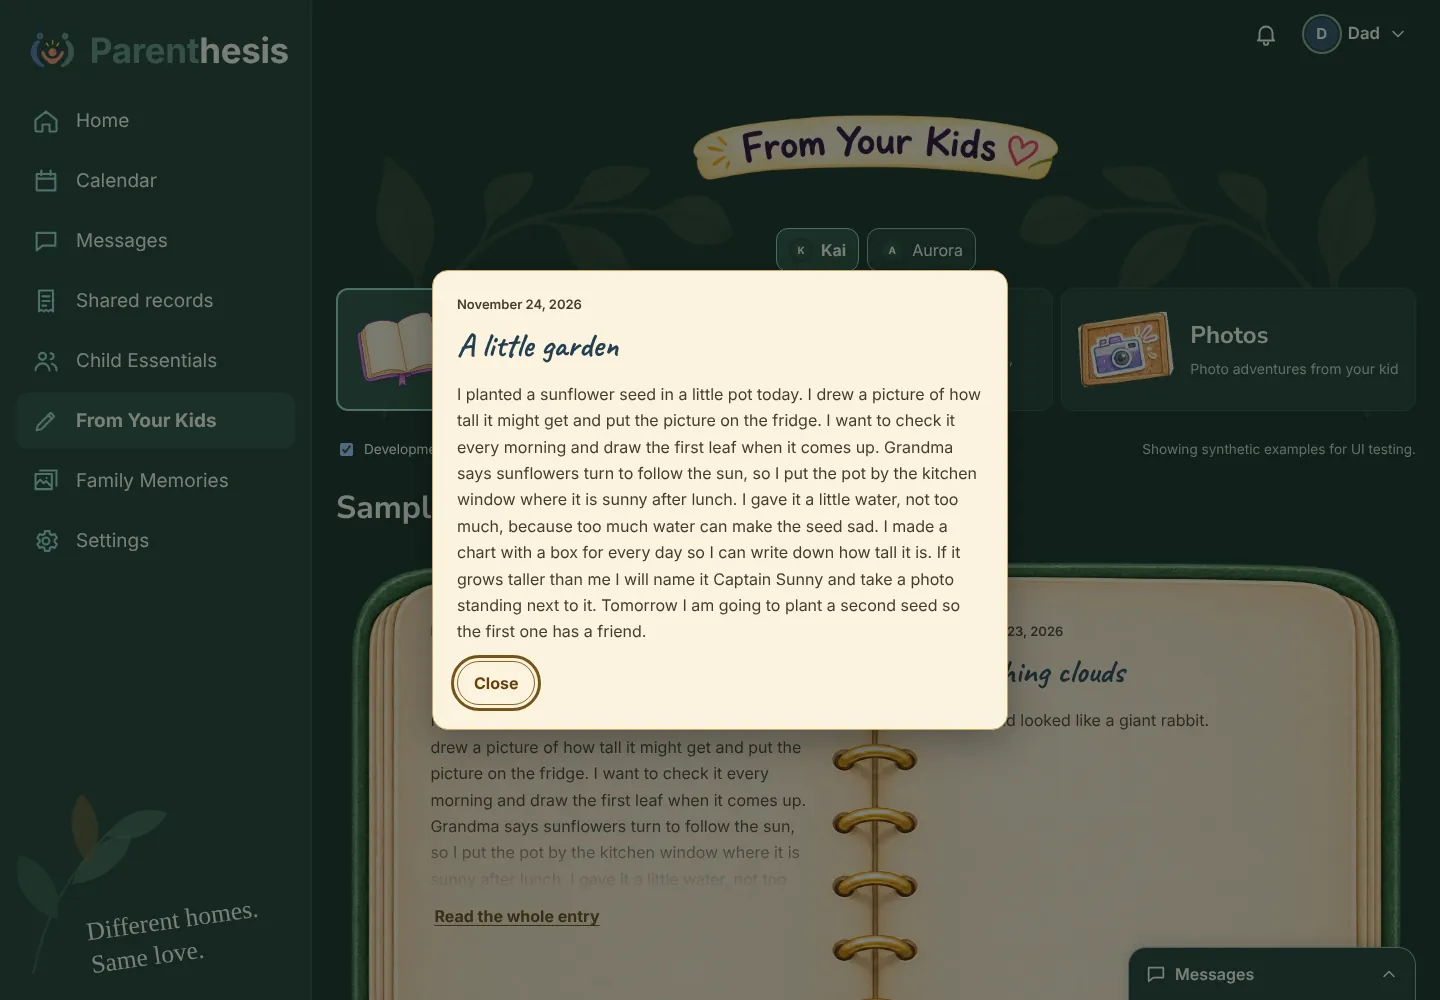 Parenthesis
D
Dad
Home
Calendar
Messages
Shared records
Child Essentials
From Your Kids
Family Memories
Settings
Different homes.
Same love.
From Your Kids
K
Kai
A
Aurora
Photos
Photo adventures from your kid
Showing synthetic examples for UI testing.
November 24, 2026
A little garden
I planted a sunflower seed in a little pot today. I drew a picture of how
tall it might get and put the picture on the fridge. I want to check it
every morning and draw the first leaf when it comes up. Grandma
says sunflowers turn to follow the sun, so I put the pot by the kitchen
window where it is sunny after lunch. I gave it a little water, not too
much, because too much water can make the seed sad. I made a
chart with a box for every day so I can write down how tall it is. If it
grows taller than me I will name it Captain Sunny and take a photo
standing next to it. Tomorrow I am going to plant a second seed so
the first one has a friend.
Close
drew a picture of how tall it might get and put the
picture on the fridge. I want to check it every
morning and draw the first leaf when it comes up.
Grandma says sunflowers turn to follow the sun,
so I put the pot by the kitchen window where it is
sunny after lunch. I gave it a little water, not too
Read the whole entry
23, 2026
clouds
looked like a giant rabbit.
Messages